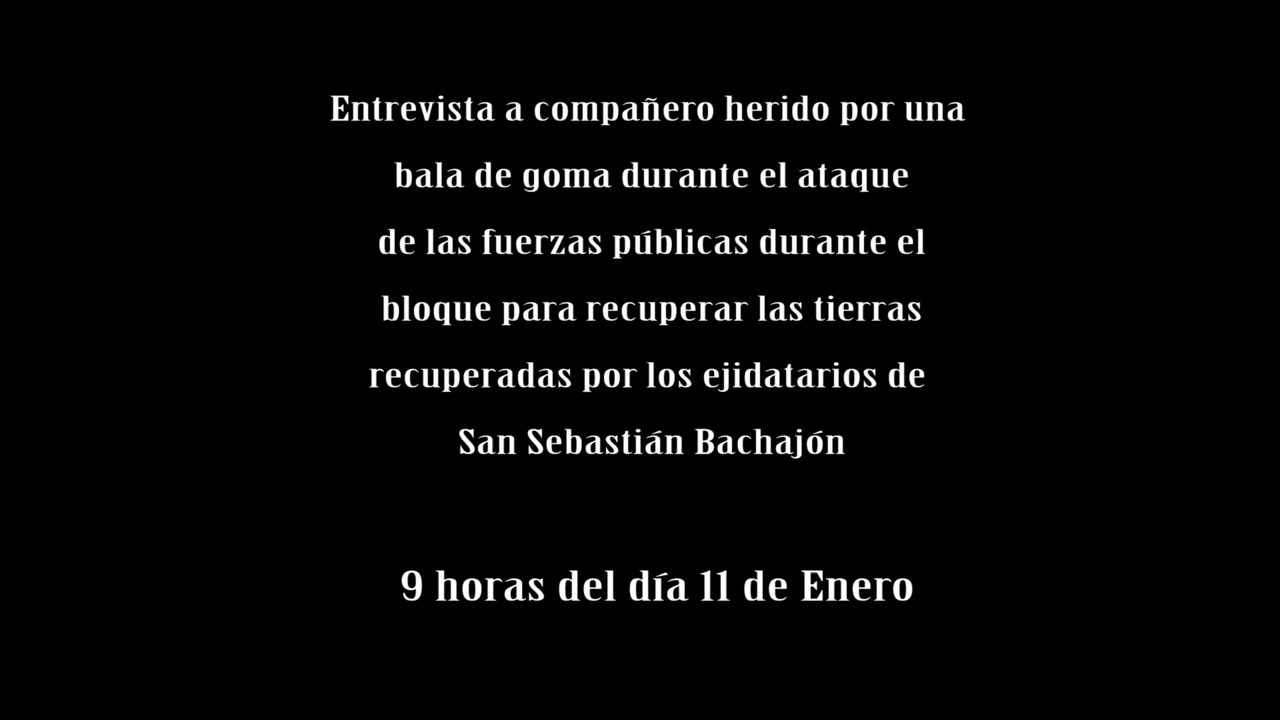 Entrevista a compañero herido por una
bala de goma durante el ataque
de las fuerzas públicas durante el
bloque para recuperar las tierras
recuperadas por los ejidatarios de
San Sebastián Bachajón
9 horas del día 11 de Enero